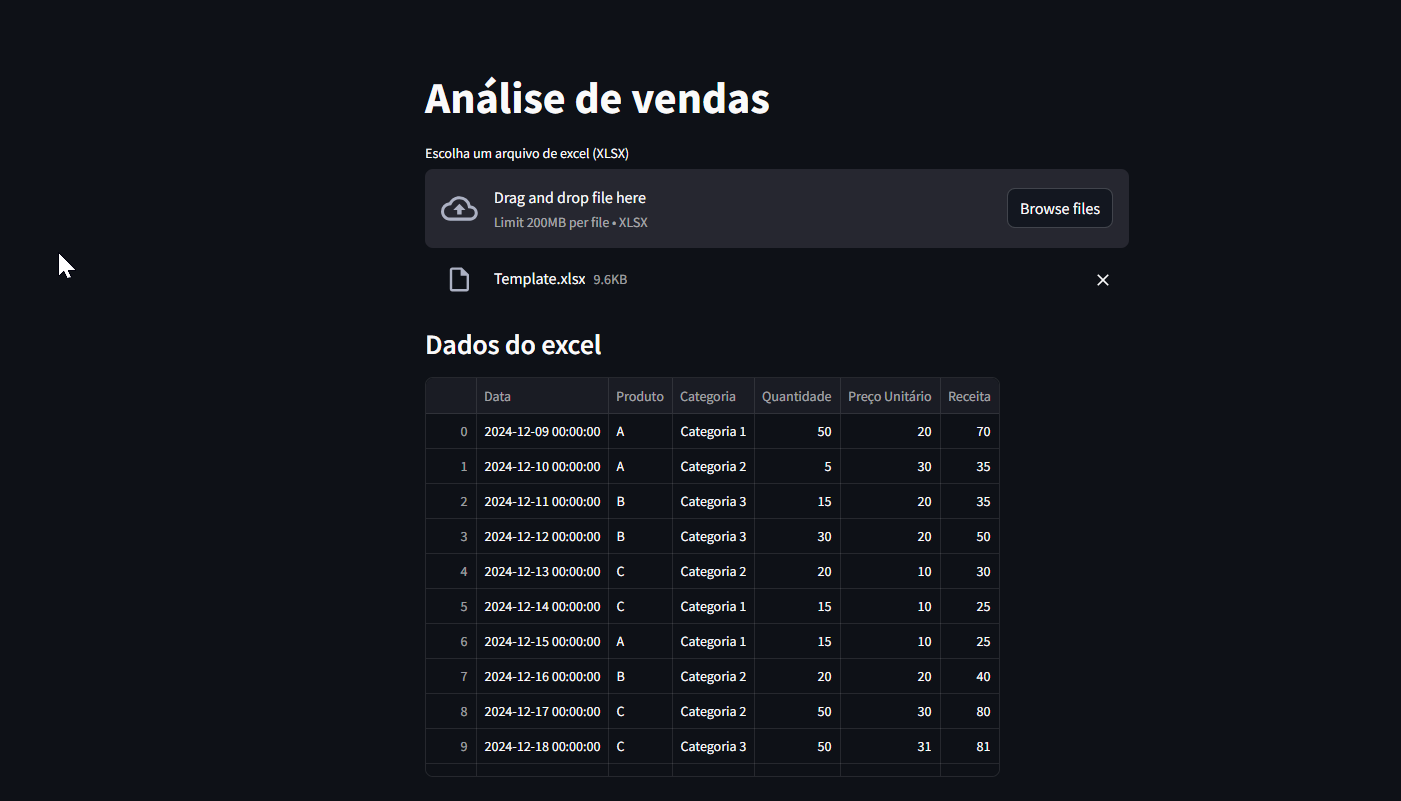 Análise de vendas
Escolha um arquivo de excel (XLSX)
Drag and drop file here
Limit 200MB per file • XLSX
Browse files
Template.xlsx 9.6KB
Dados do excel
Data Produto Categoria Quantidade Preço Unitário Receita
0 2024-12-09 00:00:00 A Categoria 1 50 20 70
1 2024-12-10 00:00:00 A Categoria 2 5 30 35
2 2024-12-11 00:00:00 B Categoria 3 15 20 35
3 2024-12-12 00:00:00 B Categoria 3 30 20 50
4 2024-12-13 00:00:00 C Categoria 2 20 10 30
5 2024-12-14 00:00:00 C Categoria 1 15 10 25
6 2024-12-15 00:00:00 A Categoria 1 15 10 25
7 2024-12-16 00:00:00 B Categoria 2 20 20 40
8 2024-12-17 00:00:00 C Categoria 2 50 30 80
9 2024-12-18 00:00:00 C Categoria 3 50 31 81